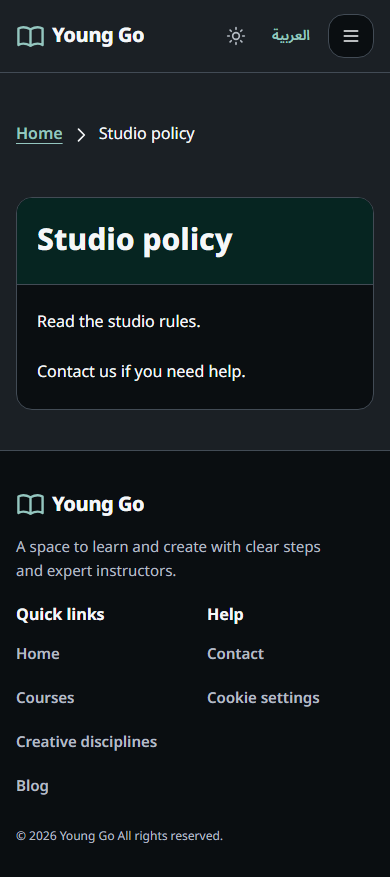 Young Go
العربية
Home
Studio policy
Studio policy
Read the studio rules.
Contact us if you need help.
Young Go
A space to learn and create with clear steps
and expert instructors.
Quick links
Help
Home
Contact
Courses
Cookie settings
Creative disciplines
Blog
© 2026 Young Go All rights reserved.